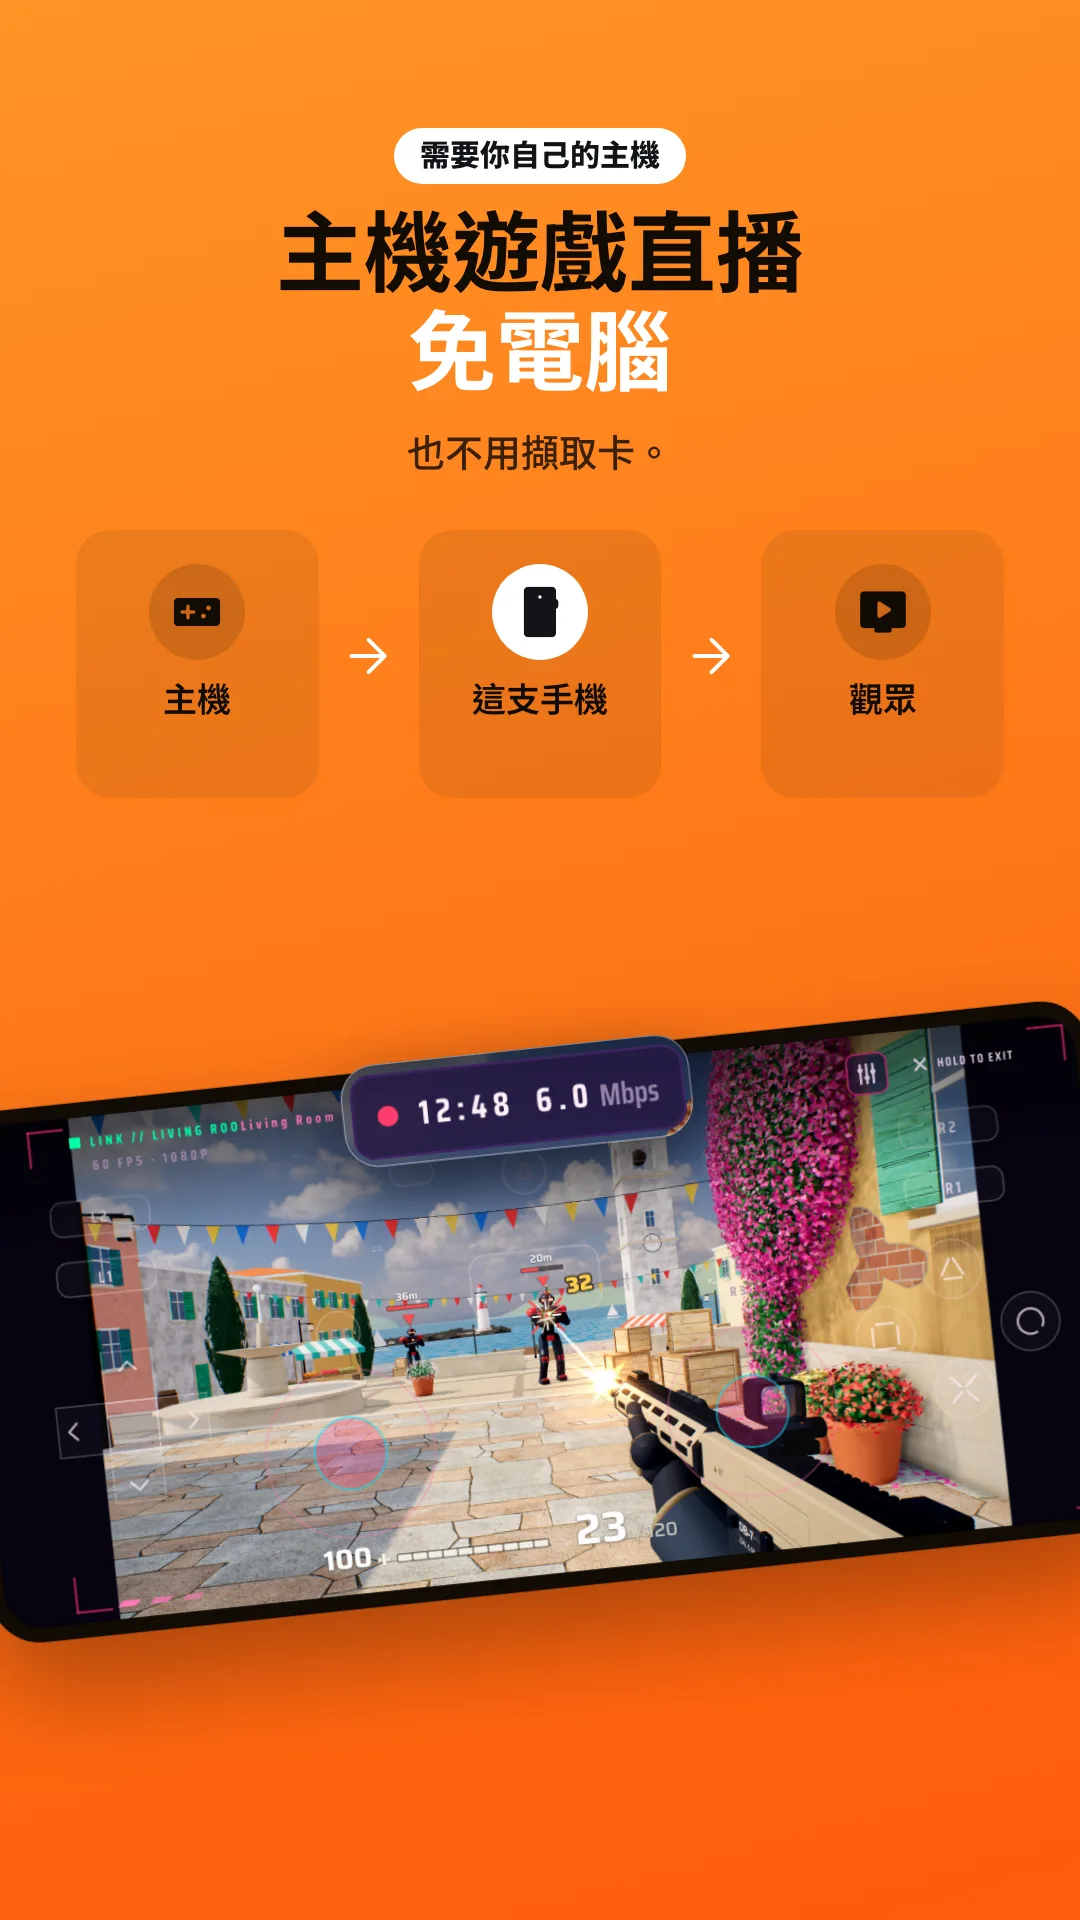 需要你自己的主機
主機遊戲直播
免電腦
也不用擷取卡。
主機
這支手機
觀眾
12:48 6.0 Mbps
HOLD TO EXIT
LINK // LIVING ROOLiving Room
60 FPS · 1080P
R2
R1
L1
20m
32
36m
100
23 /120